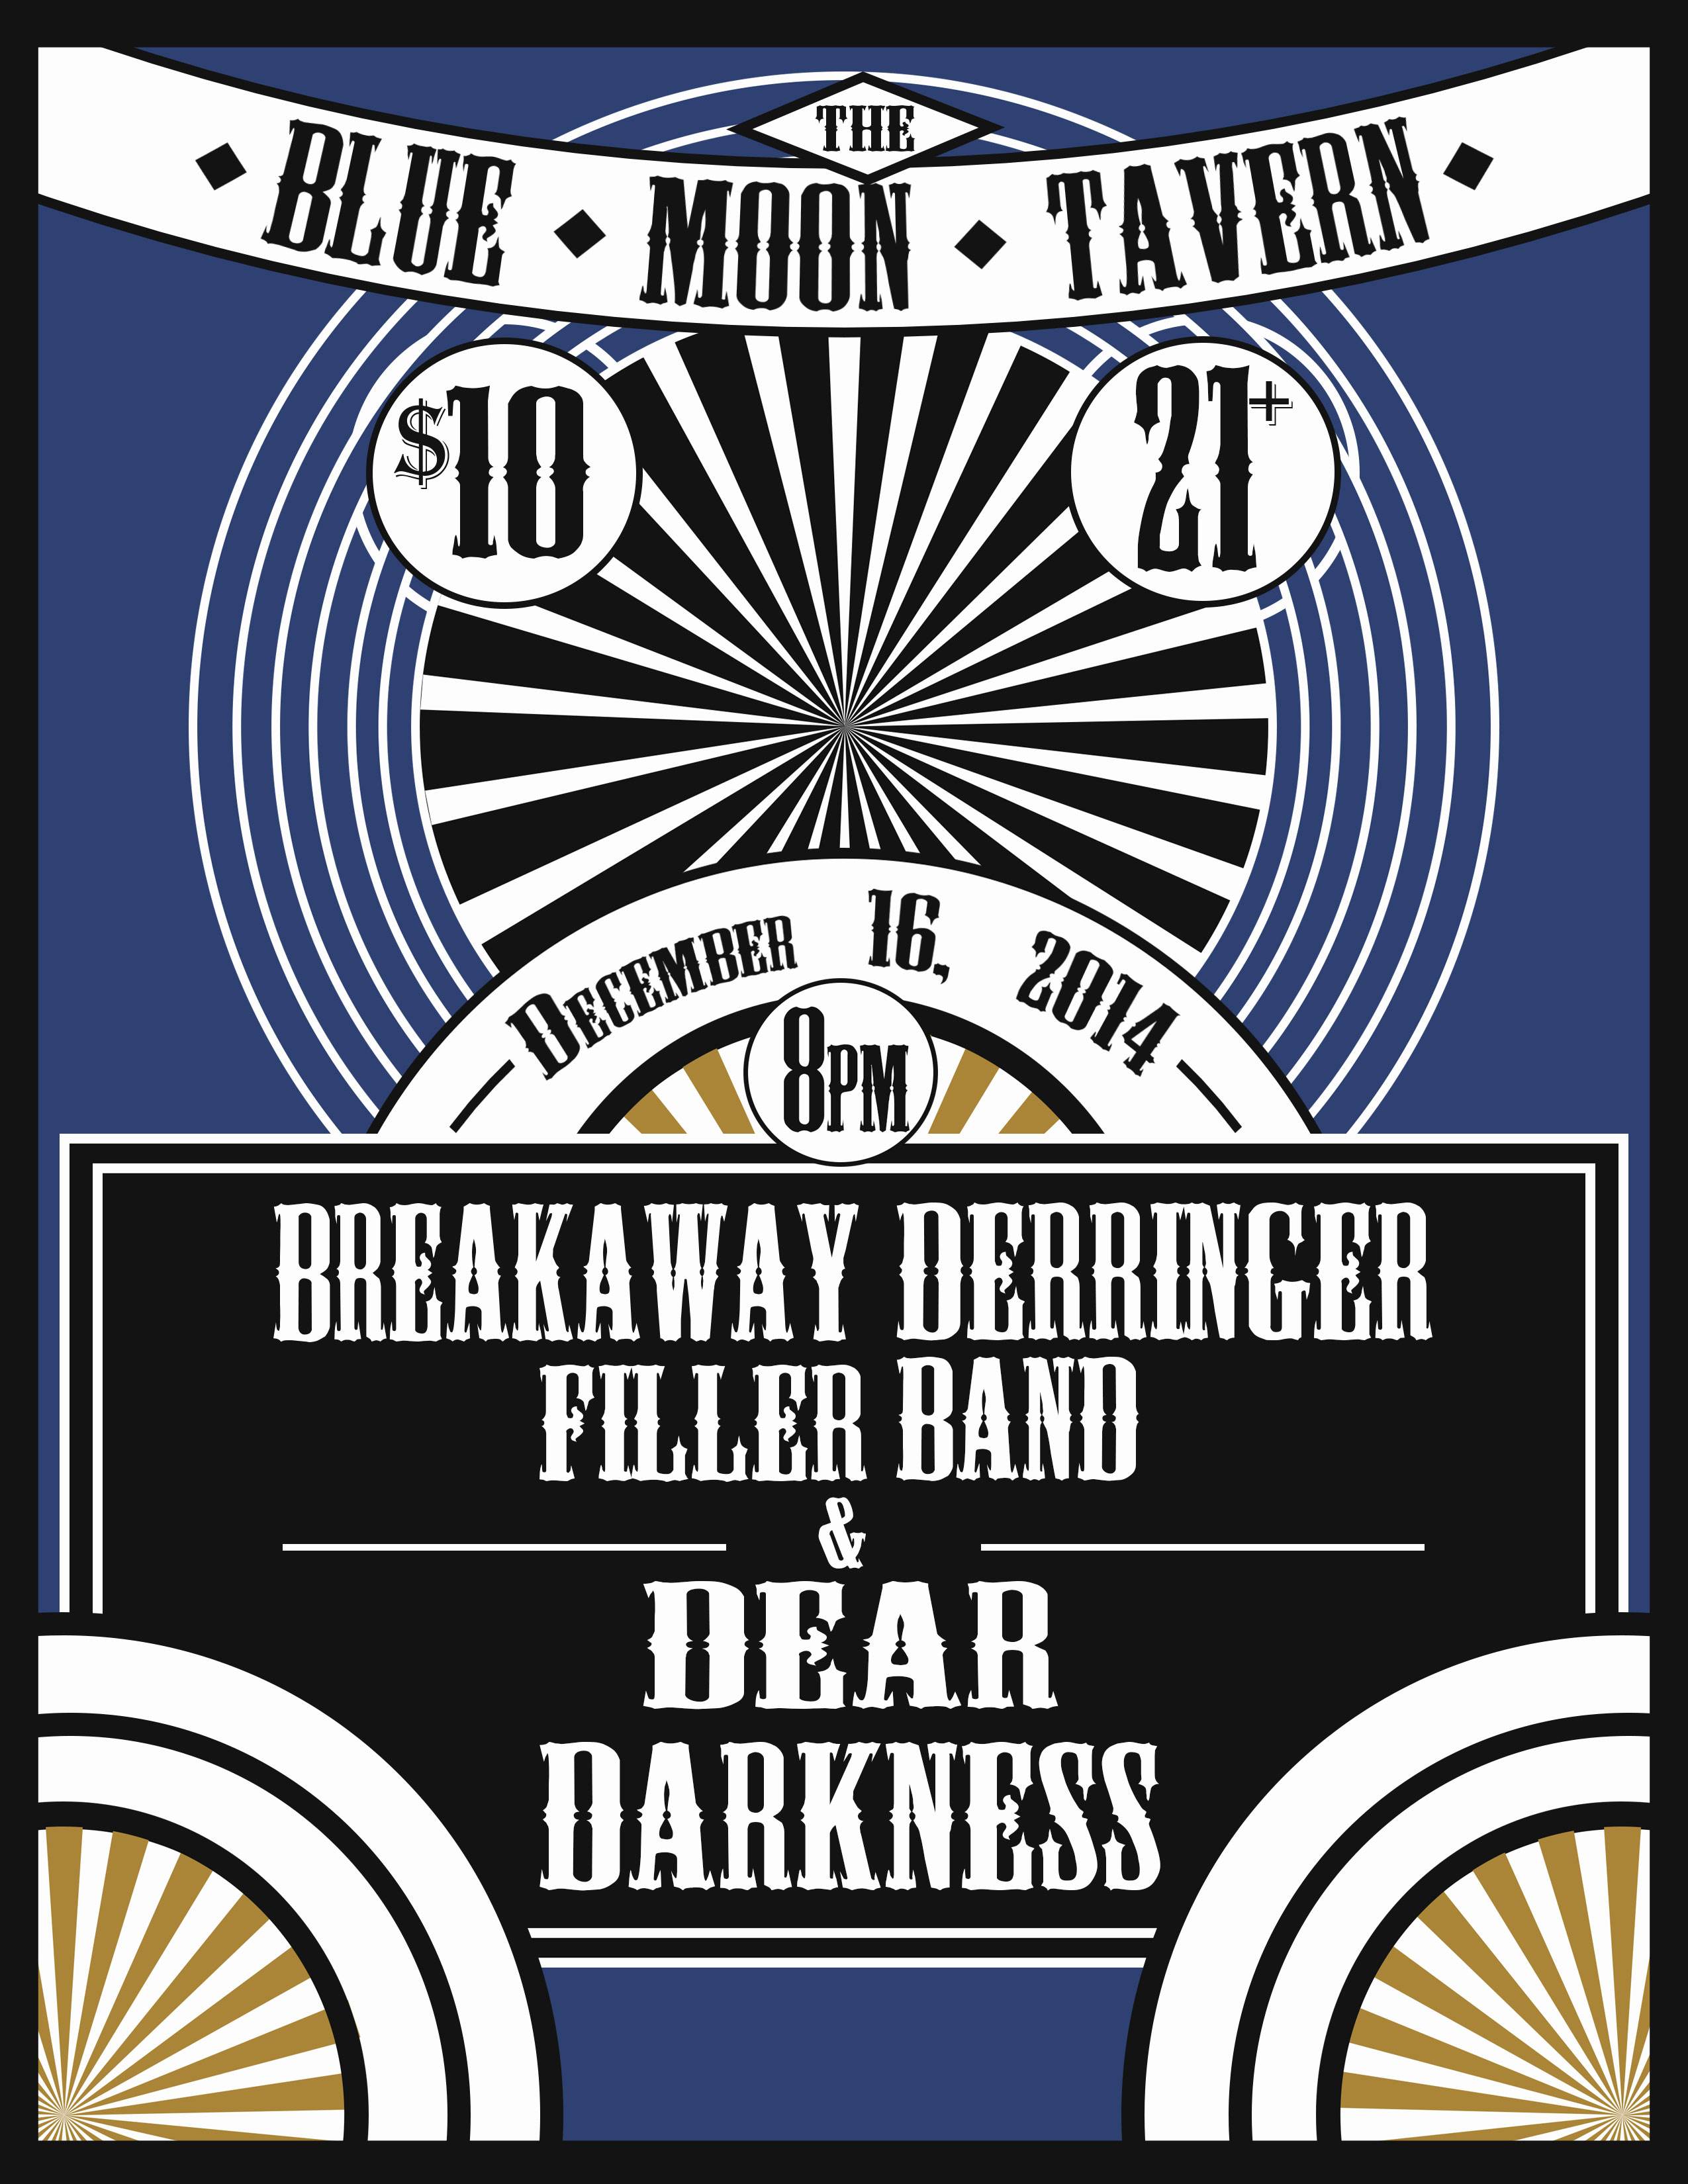 THE
BLUE MOON TAVERN
$10
21+
DECEMBER 16, 2014
8PM
BREAKAWAY DERRINGER
FILLER BAND
&
DEAR
DARKNESS